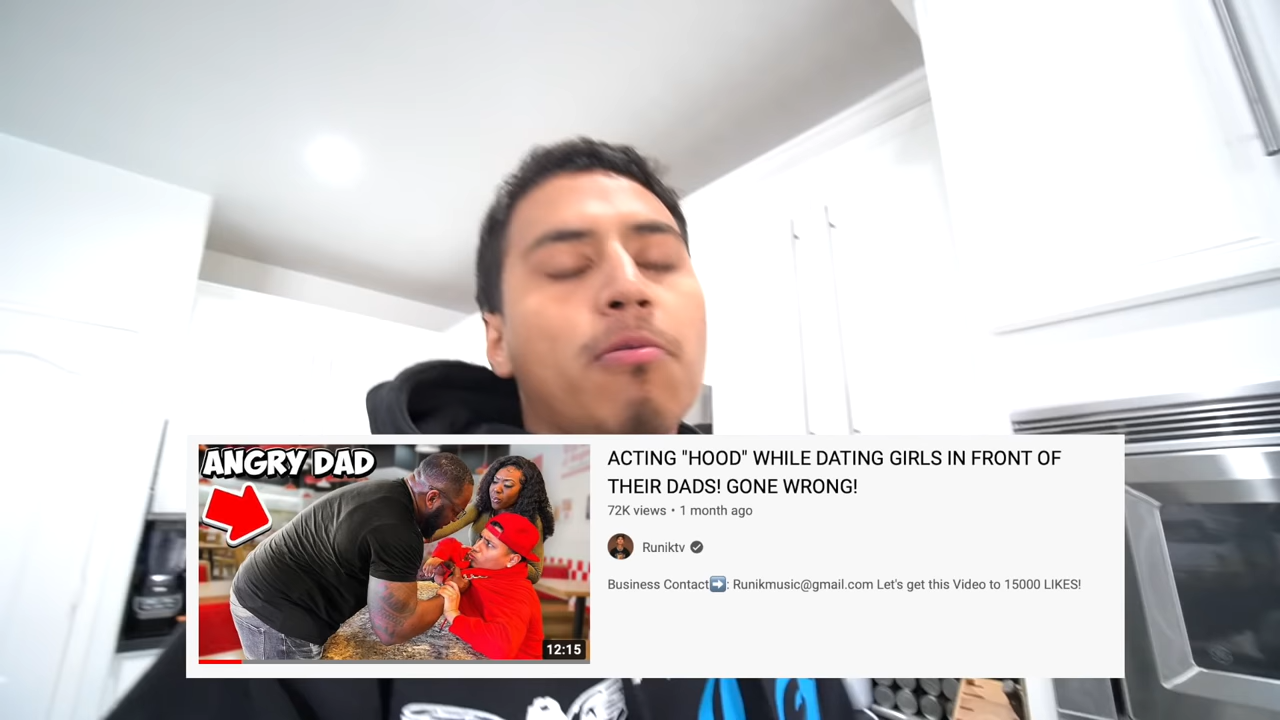 ANGRY DAD
12:15
ACTING "HOOD" WHILE DATING GIRLS IN FRONT OF
THEIR DADS! GONE WRONG!
72K views • 1 month ago
Runiktv
Business Contact➡️: Runikmusic@gmail.com Let's get this Video to 15000 LIKES!